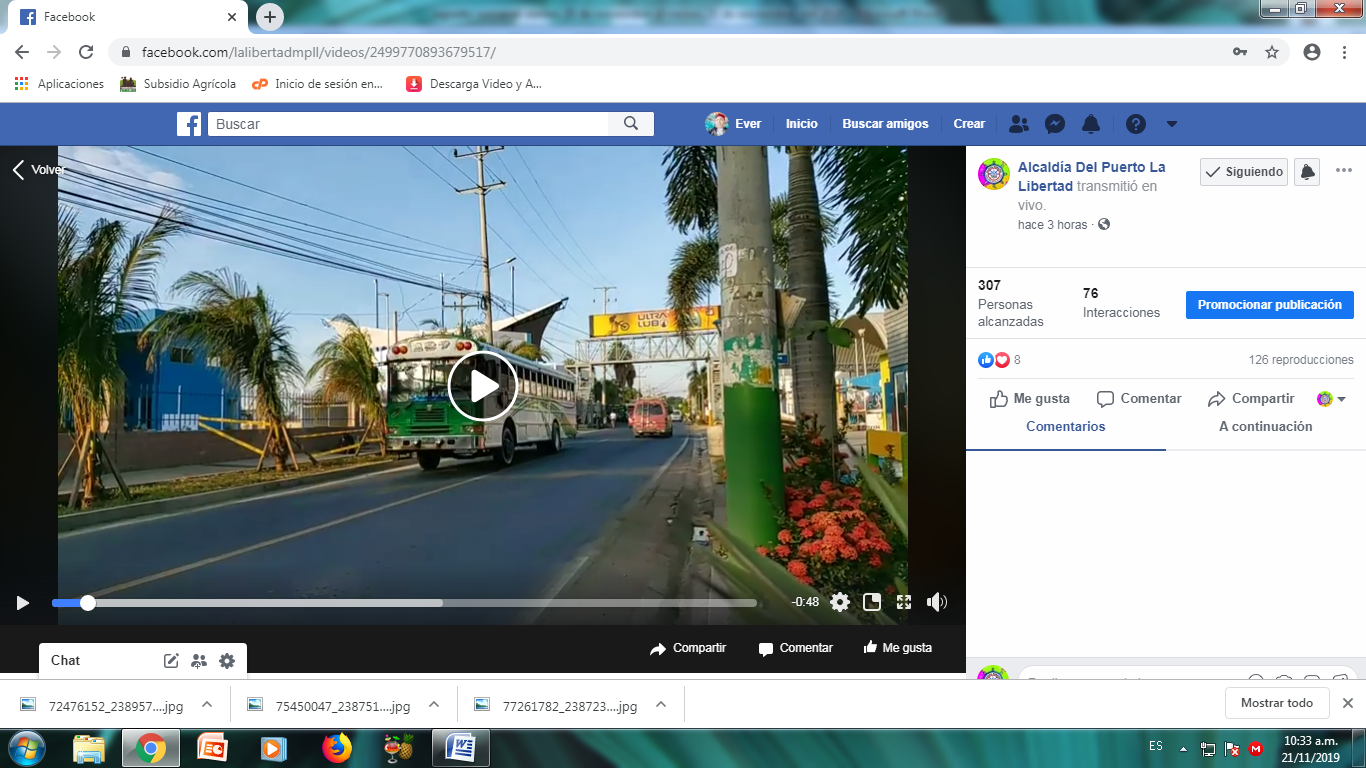 Facebook
facebook.com/lalibertadmpll/videos/2499770893679517/
Aplicaciones
Subsidio Agrícola
Inicio de sesión en...
Descarga Video y A...
Buscar
Ever
Inicio
Buscar amigos
Crear
Volver
ULTRA
LUB
-0:48
Compartir
Comentar
Me gusta
Alcaldía Del Puerto La
Libertad transmitió en
vivo.
hace 3 horas ·
Siguiendo
307
Personas
alcanzadas
76
Interacciones
Promocionar publicación
8
126 reproducciones
Me gusta
Comentar
Compartir
Comentarios
A continuación
Chat
72476152_238957....jpg
75450047_238751....jpg
77261782_238723....jpg
Mostrar todo
ES
10:33 a.m.
21/11/2019